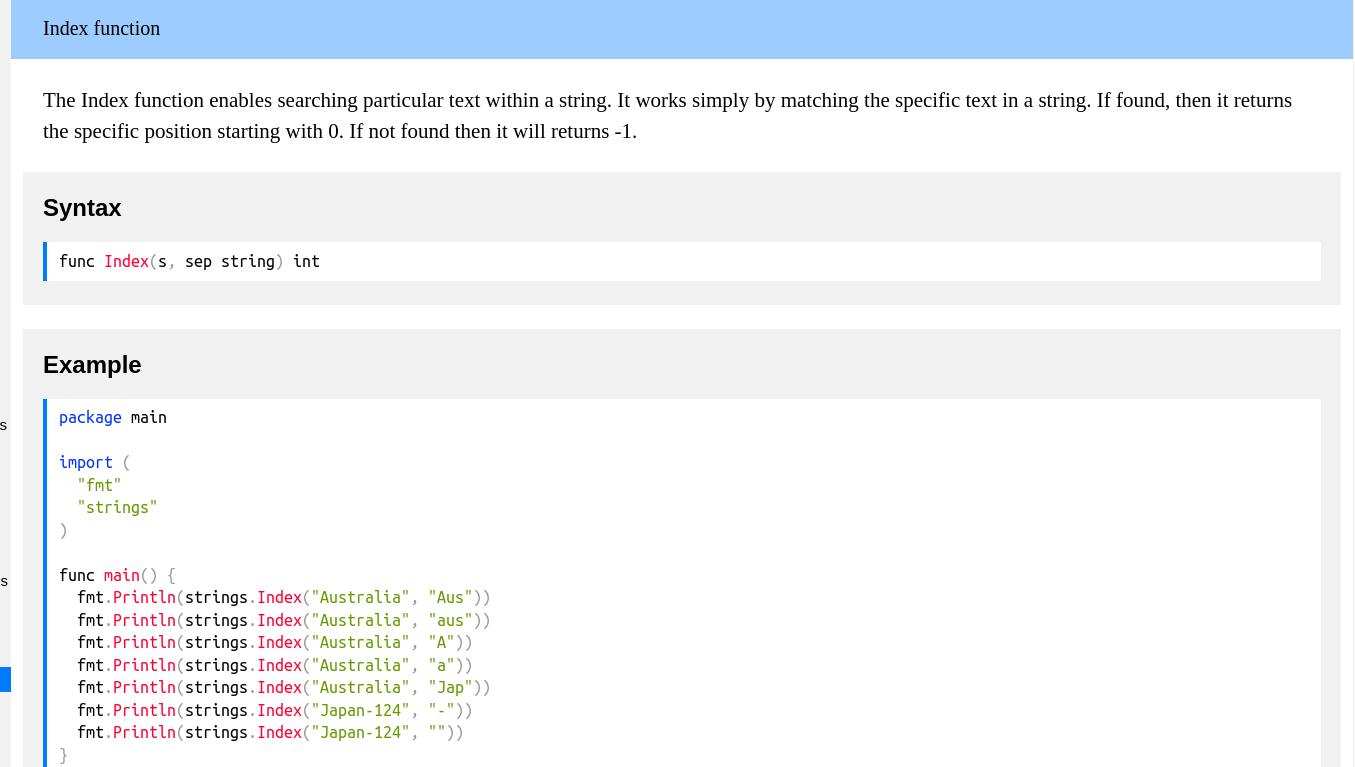 Index function
The Index function enables searching particular text within a string. It works simply by matching the specific text in a string. If found, then it returns
the specific position starting with 0. If not found then it will returns -1.
Syntax
func Index(s, sep string) int
Example
package main
s
import (
"fmt"
"strings"
)
func main() {
s
fmt.Println(strings.Index("Australia", "Aus"))
fmt.Println(strings.Index("Australia", "aus"))
fmt.Println(strings.Index("Australia", "A"))
fmt.Println(strings.Index("Australia", "a"))
fmt.Println(strings.Index("Australia", "Jap"))
fmt.Println(strings.Index("Japan-124", "-"))
fmt.Println(strings.Index("Japan-124", ""))
}